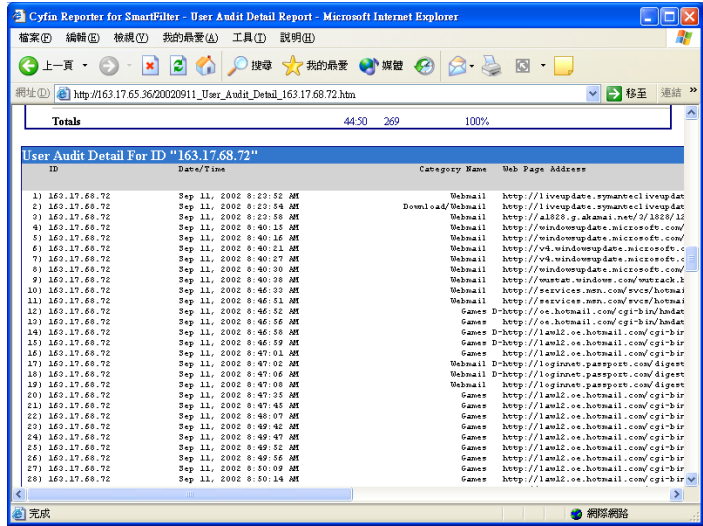 Cyfin Reporter for SmartFilter - User Audit Detail Report - Microsoft Internet Explorer
檔案(F) 編輯(E) 檢視(V) 我的最愛(A) 工具(T) 說明(H)
上一頁 搜尋 我的最愛 媒體
網址(D) http://163.17.65.36/20020911_User_Audit_Detail_163.17.68.72.htm 移至 連結 »
Totals 44:50 269 100%
User Audit Detail For ID "163.17.68.72"
ID Date/Time Category Name Web Page Address
1) 163.17.68.72 Sep 11, 2002 8:23:52 AM Webmail http://liveupdate.symantecliveupdat
2) 163.17.68.72 Sep 11, 2002 8:23:54 AM Download/Webmail http://liveupdate.symantecliveupdat
3) 163.17.68.72 Sep 11, 2002 8:23:58 AM Webmail http://a1828.g.akamai.net/3/1828/12
4) 163.17.68.72 Sep 11, 2002 8:40:15 AM Webmail http://windowsupdate.microsoft.com/
5) 163.17.68.72 Sep 11, 2002 8:40:16 AM Webmail http://windowsupdate.microsoft.com/
6) 163.17.68.72 Sep 11, 2002 8:40:21 AM Webmail http://v4.windowsupdate.microsoft.c
7) 163.17.68.72 Sep 11, 2002 8:40:27 AM Webmail http://v4.windowsupdate.microsoft.c
8) 163.17.68.72 Sep 11, 2002 8:40:30 AM Webmail http://windowsupdate.microsoft.com/
9) 163.17.68.72 Sep 11, 2002 8:40:38 AM Webmail http://wustat.windows.com/wutrack.b
10) 163.17.68.72 Sep 11, 2002 8:46:33 AM Webmail http://services.msn.com/svcs/hotmai
11) 163.17.68.72 Sep 11, 2002 8:46:51 AM Webmail http://services.msn.com/svcs/hotmai
12) 163.17.68.72 Sep 11, 2002 8:46:52 AM Games D-http://oe.hotmail.com/cgi-bin/hmdat
13) 163.17.68.72 Sep 11, 2002 8:46:56 AM Games http://oe.hotmail.com/cgi-bin/hmdat
14) 163.17.68.72 Sep 11, 2002 8:46:58 AM Games D-http://law12.oe.hotmail.com/cgi-bir
15) 163.17.68.72 Sep 11, 2002 8:46:59 AM Games D-http://law12.oe.hotmail.com/cgi-bir
16) 163.17.68.72 Sep 11, 2002 8:47:01 AM Games http://law12.oe.hotmail.com/cgi-bir
17) 163.17.68.72 Sep 11, 2002 8:47:02 AM Webmail D-http://loginnet.passport.com/digest
18) 163.17.68.72 Sep 11, 2002 8:47:06 AM Webmail D-http://loginnet.passport.com/digest
19) 163.17.68.72 Sep 11, 2002 8:47:08 AM Webmail http://loginnet.passport.com/digest
20) 163.17.68.72 Sep 11, 2002 8:47:35 AM Games http://law12.oe.hotmail.com/cgi-bir
21) 163.17.68.72 Sep 11, 2002 8:47:45 AM Games http://law12.oe.hotmail.com/cgi-bir
22) 163.17.68.72 Sep 11, 2002 8:48:07 AM Games http://law12.oe.hotmail.com/cgi-bir
23) 163.17.68.72 Sep 11, 2002 8:49:42 AM Games http://law12.oe.hotmail.com/cgi-bir
24) 163.17.68.72 Sep 11, 2002 8:49:47 AM Games http://law12.oe.hotmail.com/cgi-bir
25) 163.17.68.72 Sep 11, 2002 8:49:52 AM Games http://law12.oe.hotmail.com/cgi-bir
26) 163.17.68.72 Sep 11, 2002 8:49:56 AM Games http://law12.oe.hotmail.com/cgi-bir
27) 163.17.68.72 Sep 11, 2002 8:50:09 AM Games http://law12.oe.hotmail.com/cgi-bir
28) 163.17.68.72 Sep 11, 2002 8:50:14 AM Games http://law12.oe.hotmail.com/cgi-bir
完成 網際網路